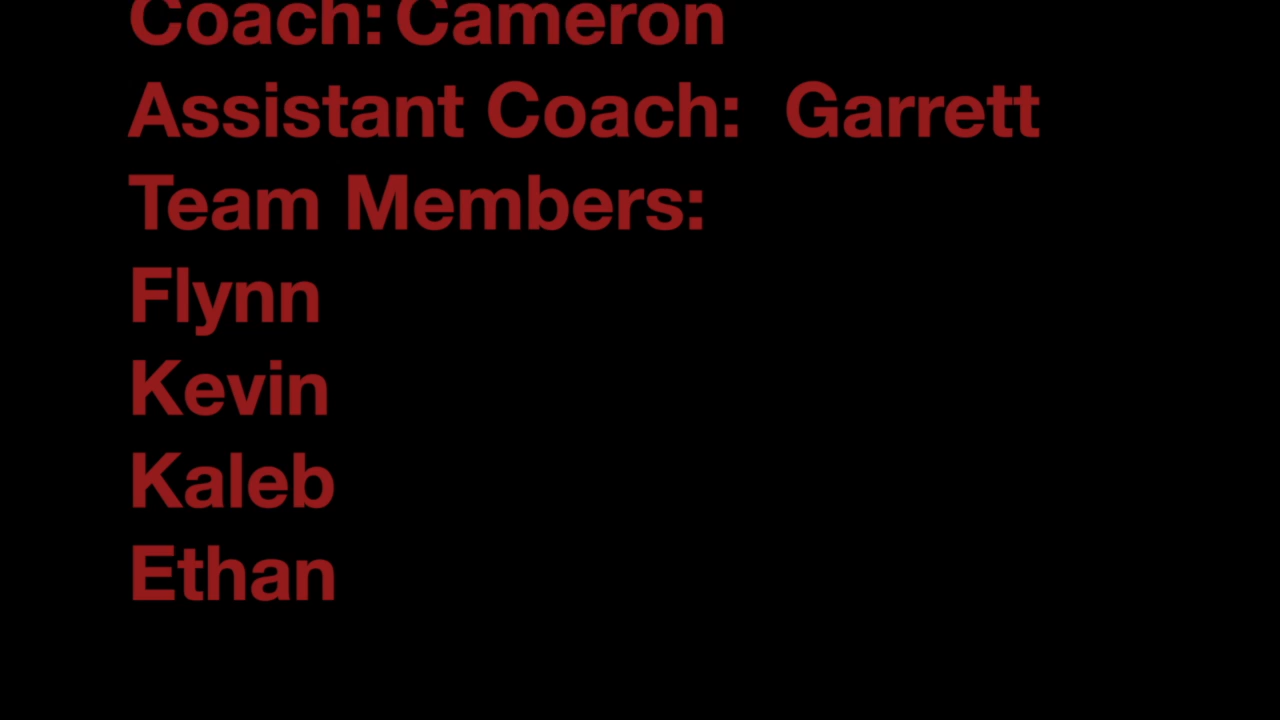 Coach: Cameron
Assistant Coach:  Garrett
Team Members:
Flynn
Kevin
Kaleb
Ethan